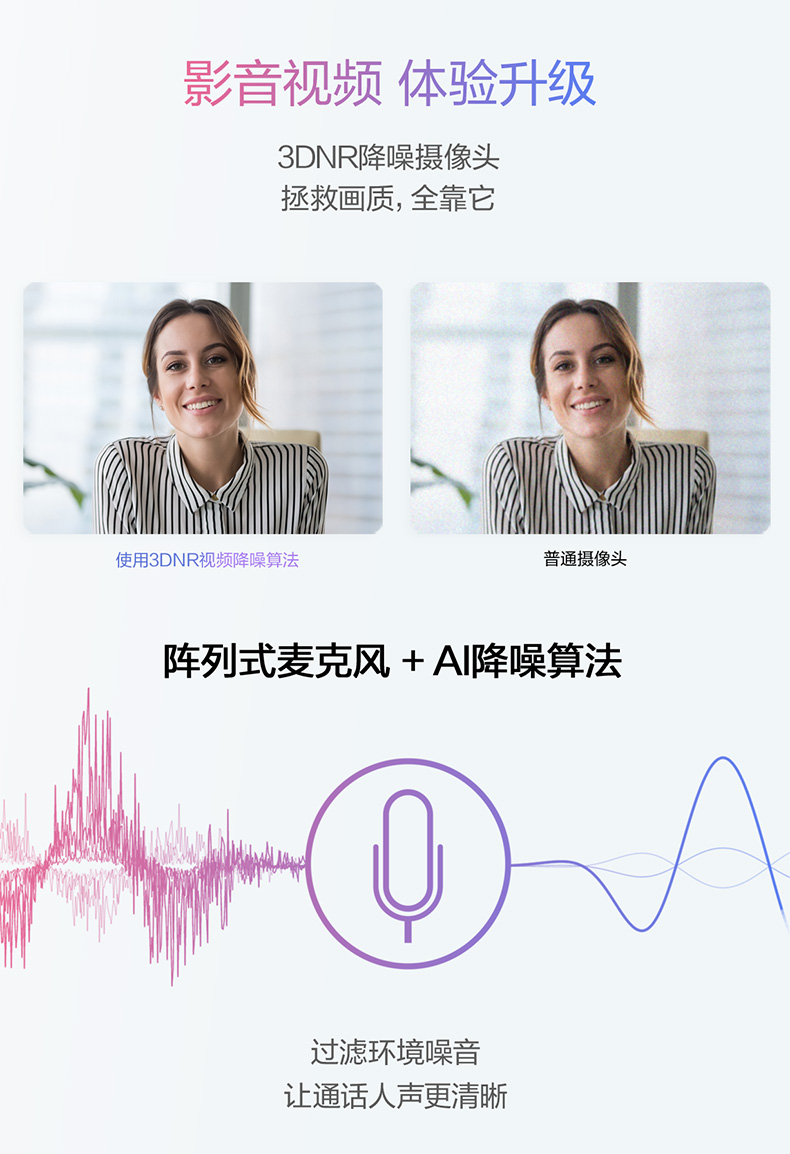 影音视频 体验升级
3DNR降噪摄像头
拯救画质, 全靠它
使用3DNR视频降噪算法
普通摄像头
阵列式麦克风 + AI降噪算法
过滤环境噪音
让通话人声更清晰